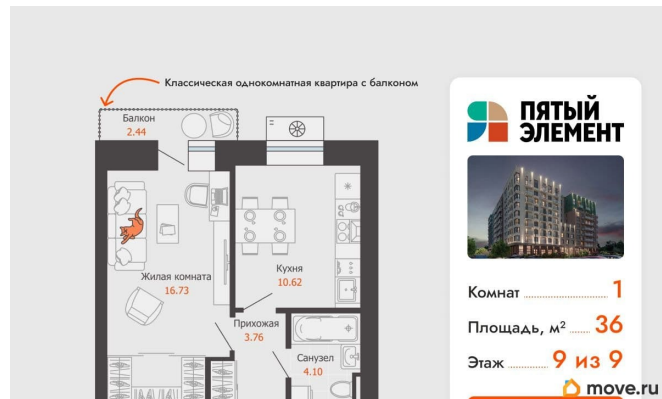 Классическая однокомнатная квартира с балконом
Балкон
2.44
Жилая комната
16.73
Кухня
10.62
Прихожая
3.76
Санузел
4.10
ПЯТЫЙ
ЭЛЕМЕНТ
Комнат 1
Площадь, м² 36
Этаж 9 из 9
move.ru